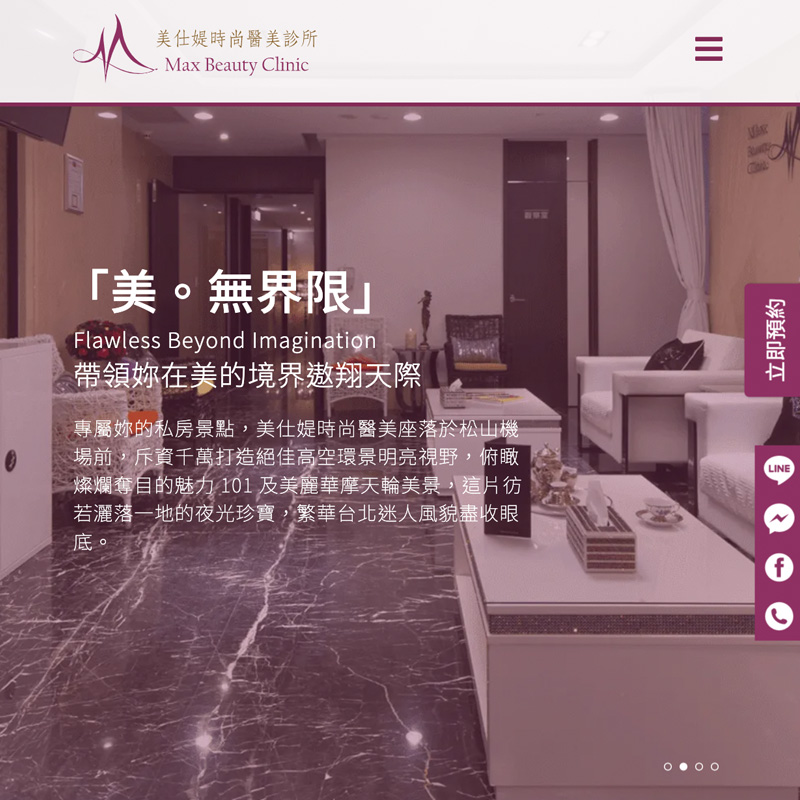 美仕媞時尚醫美診所
Max Beauty Clinic
Beauty
Clinic
「美。無界限」
Flawless Beyond Imagination
帶領妳在美的境界遨翔天際
專屬妳的私房景點，美仕媞時尚醫美座落於松山機
場前，斥資千萬打造絕佳高空環景明亮視野，俯瞰
燦爛奪目的魅力 101 及美麗華摩天輪美景，這片彷
若灑落一地的夜光珍寶，繁華台北迷人風貌盡收眼
底。
立即預約
LINE